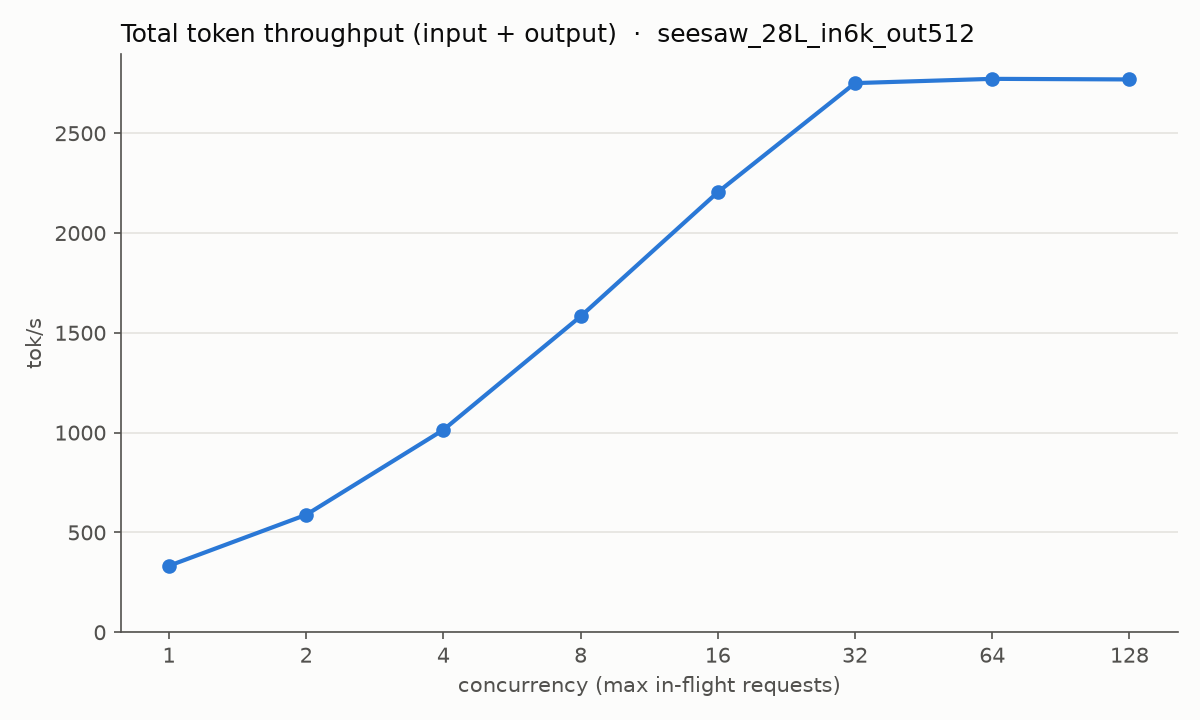 Total token throughput (input + output) · seesaw_28L_in6k_out512
tok/s
2500
2000
1500
1000
500
0
1 2 4 8 16 32 64 128
concurrency (max in-flight requests)